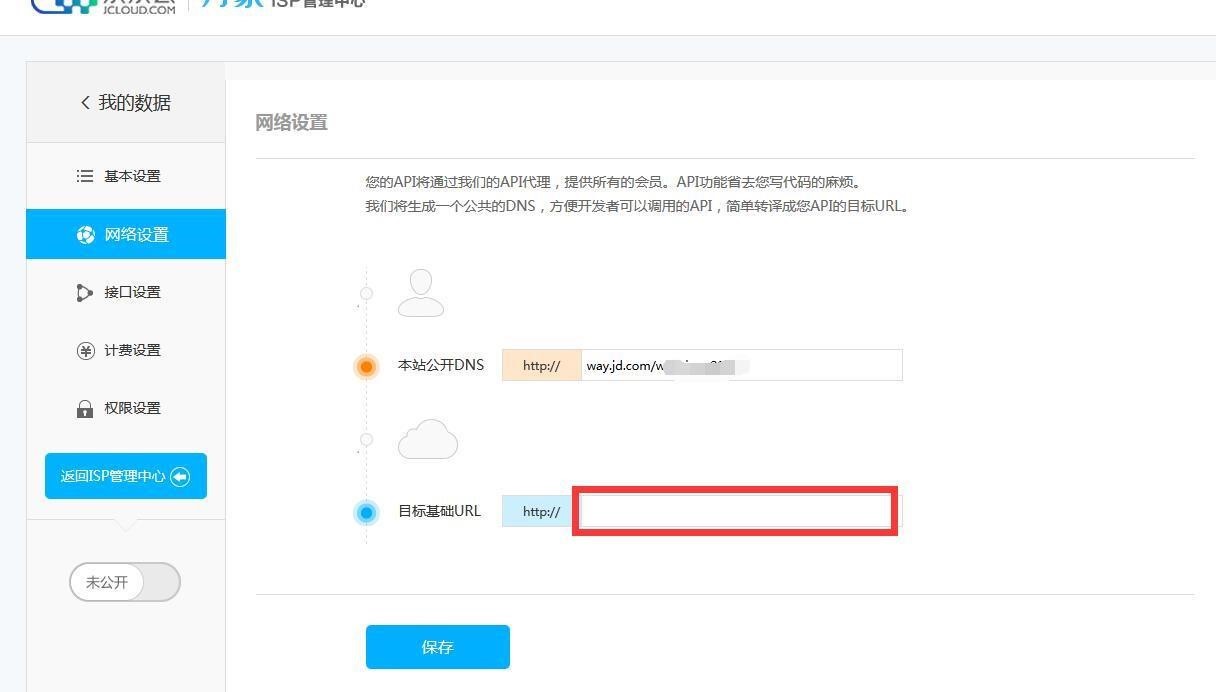 JCLOUD.COM
万象 ISP管理中心
我的数据
基本设置
网络设置
接口设置
计费设置
权限设置
返回ISP管理中心
未公开
网络设置
您的API将通过我们的API代理，提供所有的会员。API功能省去您写代码的麻烦。
我们将生成一个公共的DNS，方便开发者可以调用的API，简单转译成您API的目标URL。
本站公开DNS http:// way.jd.com/
目标基础URL http://
保存